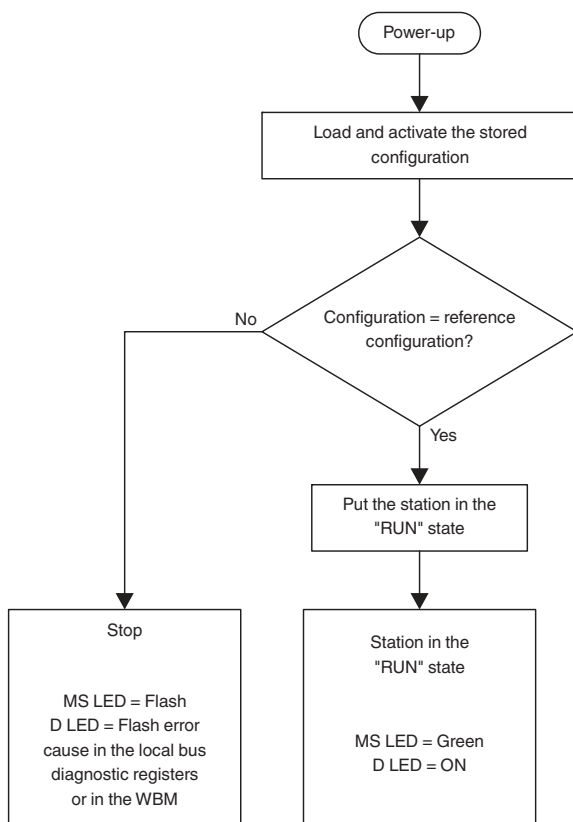 Power-up
Load and activate the stored
configuration
Configuration = reference
configuration?
No
Yes
Put the station in the
"RUN" state
Stop
MS LED = Flash
D LED = Flash error
cause in the local bus
diagnostic registers
or in the WBM
Station in the
"RUN" state
MS LED = Green
D LED = ON